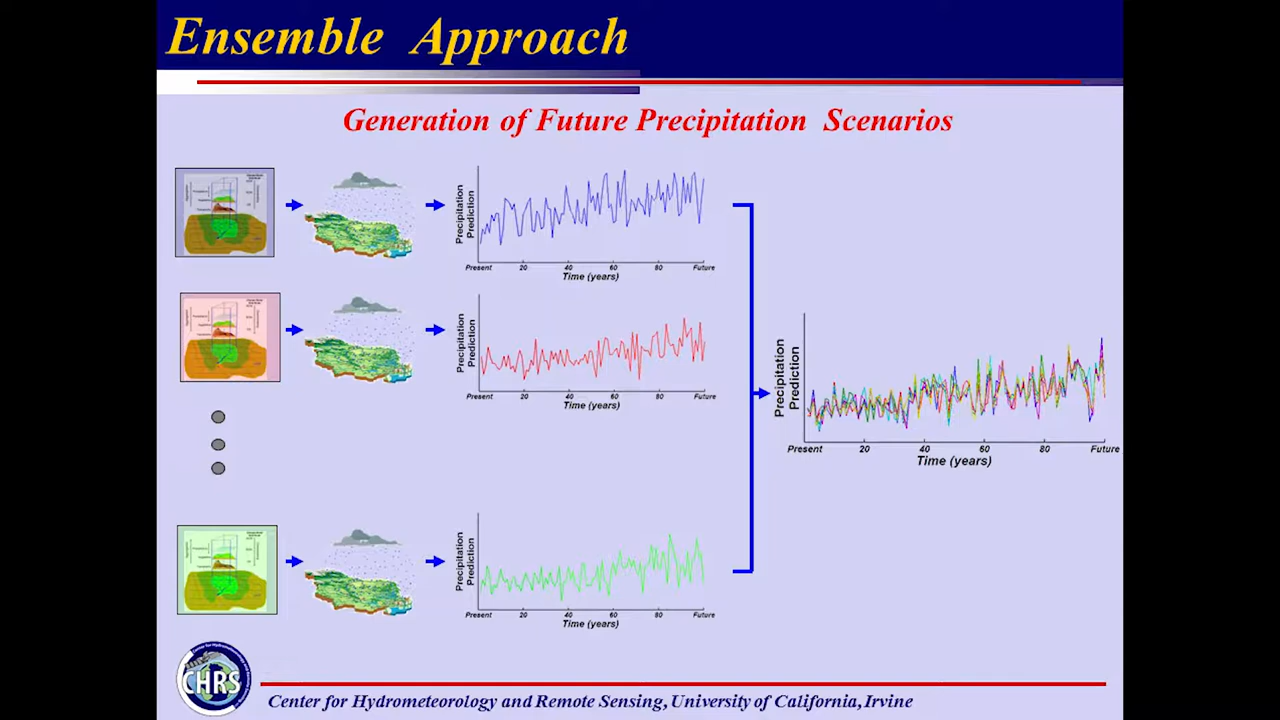 Ensemble Approach
Generation of Future Precipitation Scenarios
Precipitation
Prediction
Present 20 40 60 80 Future
Time (years)
Precipitation
Prediction
Present 20 40 60 80 Future
Time (years)
Precipitation
Prediction
Present 20 40 60 80 Future
Time (years)
Precipitation
Prediction
Present 20 40 60 80 Future
Time (years)
CHRS
Center for Hydrometeorology and Remote Sensing, University of California, Irvine